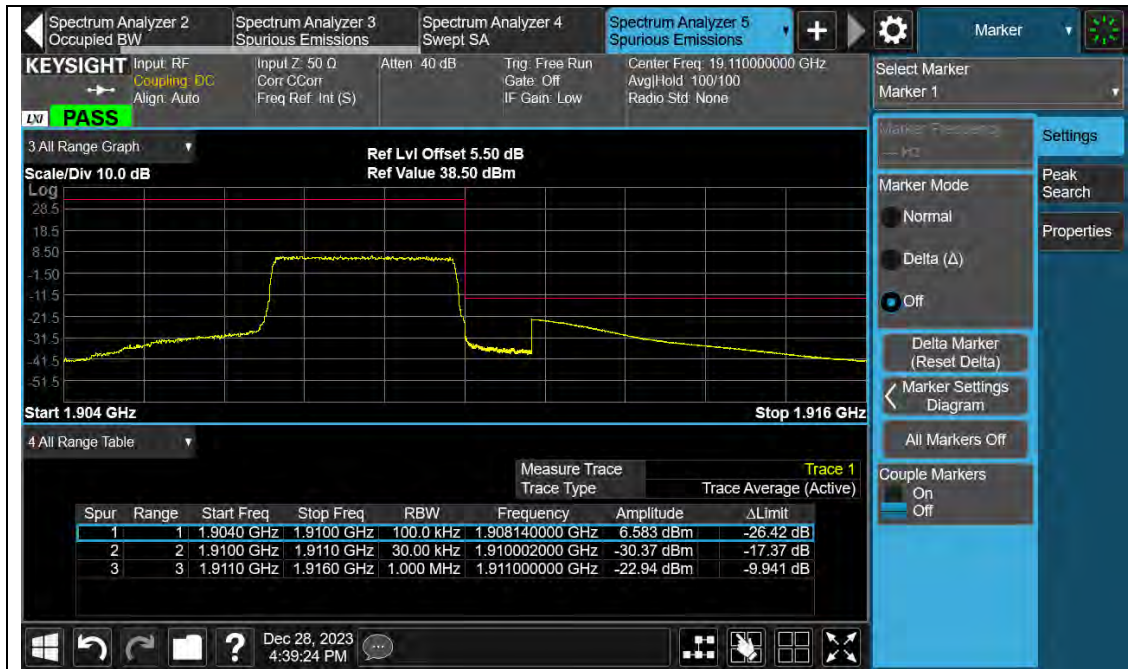 Spectrum Analyzer 2
Occupied BW
Spectrum Analyzer 3
Spurious Emissions
Spectrum Analyzer 4
Swept SA
Spectrum Analyzer 5
Spurious Emissions
+
Marker
KEYSIGHT
Input: RF
Coupling: DC
Align: Auto
Input Z: 50 Ω
Corr CCorr
Freq Ref: Int (S)
Atten: 40 dB
Trig: Free Run
Gate: Off
IF Gain: Low
Center Freq: 19.110000000 GHz
Avg|Hold: 100/100
Radio Std: None
LXI PASS
Select Marker
Marker 1
Marker Frequency
--- Hz
Settings
Peak Search
Properties
Marker Mode
Normal
Delta (Δ)
Off
Delta Marker
(Reset Delta)
Marker Settings
Diagram
All Markers Off
Couple Markers
On
Off
3 All Range Graph
Scale/Div 10.0 dB
Ref Lvl Offset 5.50 dB
Ref Value 38.50 dBm
Log
28.5
18.5
8.50
-1.50
-11.5
-21.5
-31.5
-41.5
-51.5
Start 1.904 GHz
Stop 1.916 GHz
4 All Range Table
Measure Trace Trace 1
Trace Type Trace Average (Active)
Spur Range Start Freq Stop Freq RBW Frequency Amplitude ΔLimit
1 1 1.9040 GHz 1.9100 GHz 100.0 kHz 1.908140000 GHz 6.583 dBm -26.42 dB
2 2 1.9100 GHz 1.9110 GHz 30.00 kHz 1.910002000 GHz -30.37 dBm -17.37 dB
3 3 1.9110 GHz 1.9160 GHz 1.000 MHz 1.911000000 GHz -22.94 dBm -9.941 dB
?
Dec 28, 2023
4:39:24 PM